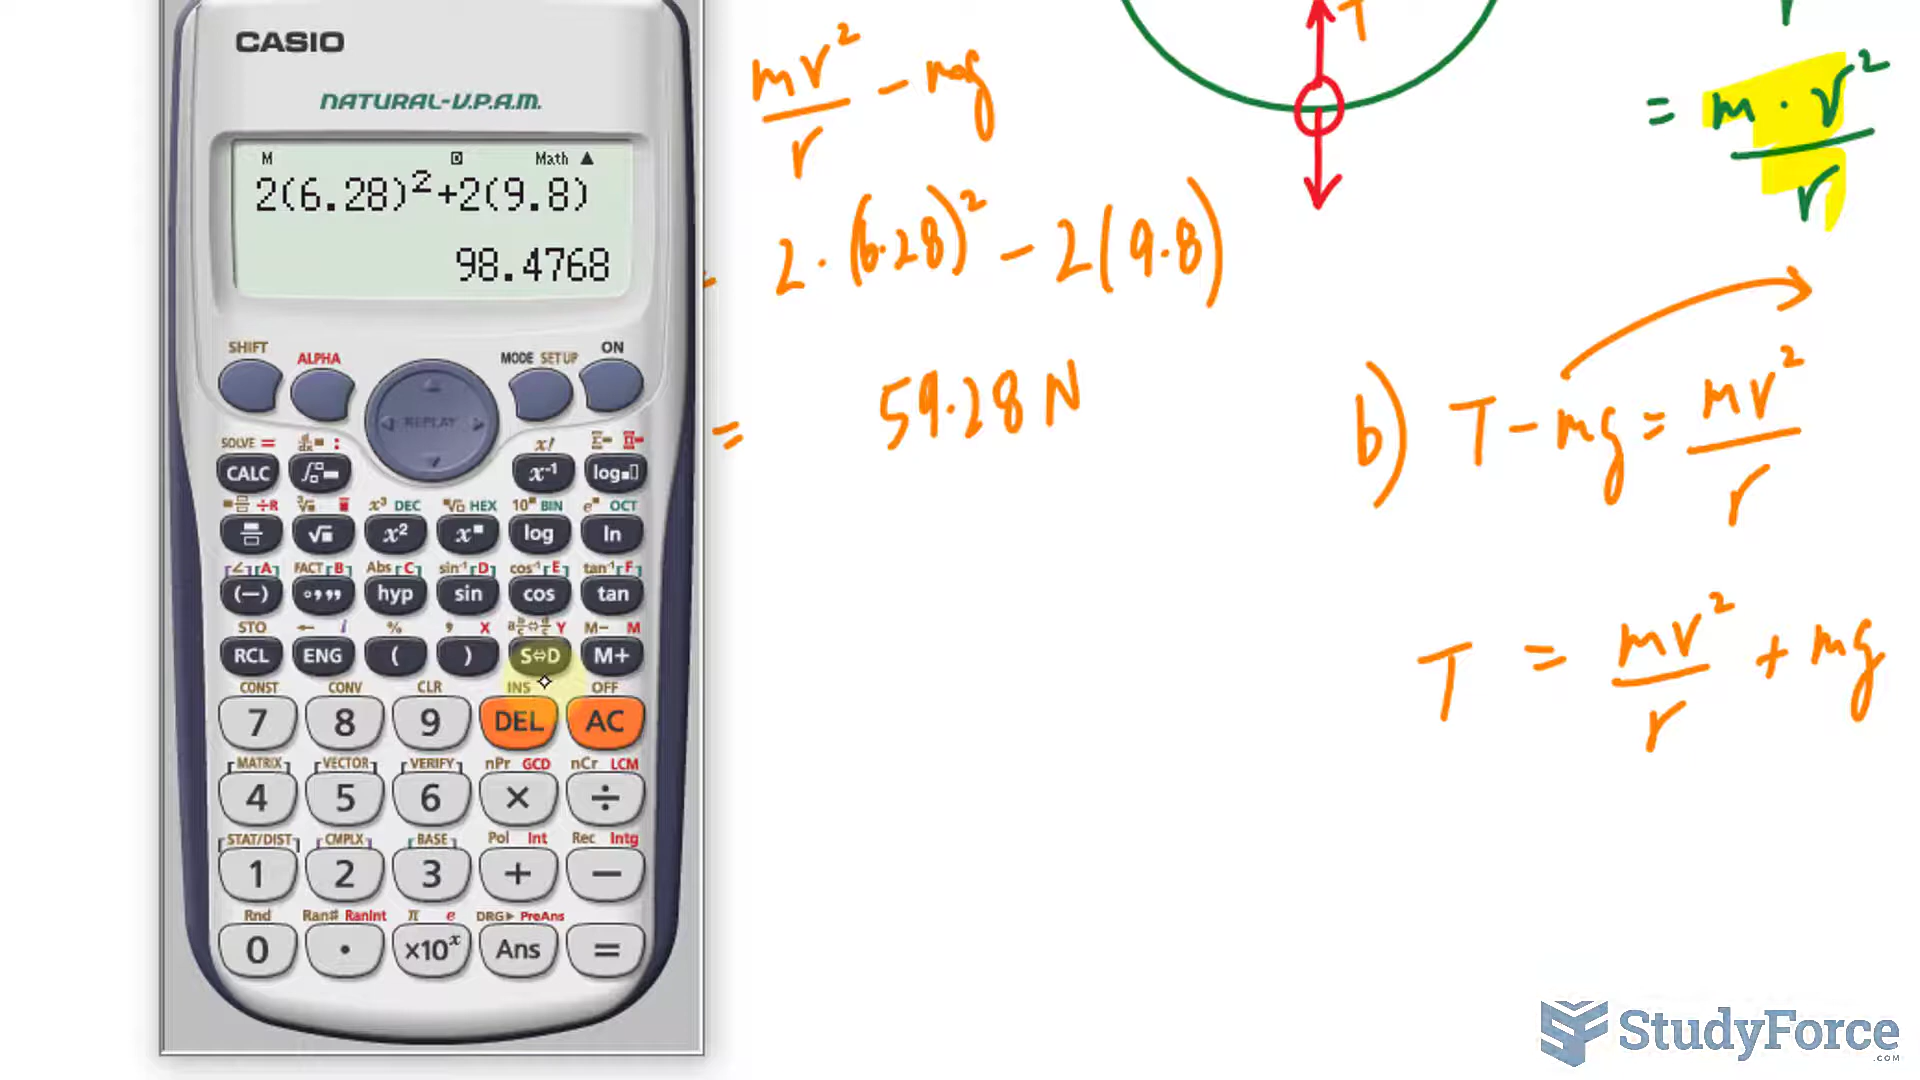 CASIO
NATURAL-V.P.A.M.
M D Math ▲
2(6.28)²+2(9.8)
98.4768
SHIFT ALPHA MODE SETUP ON
REPLAY
SOLVE = d/dx : x! Σ Π
CALC ∫ x⁻¹ log
÷R x³ DEC HEX 10 BIN e OCT
√ x² x log ln
∠ A FACT B Abs C sin⁻¹ D cos⁻¹ E tan⁻¹ F
(−) ° , ,, hyp sin cos tan
STO ← i % , X a b/c⇔d/c Y M− M
RCL ENG ( ) S⇔D M+
CONST CONV CLR INS OFF
7 8 9 DEL AC
MATRIX VECTOR VERIFY nPr GCD nCr LCM
4 5 6 × ÷
STAT/DIST CMPLX BASE Pol Int Rec Intg
1 2 3 + −
Rnd Ran# RanInt π e DRG▶ PreAns
0 . ×10ˣ Ans =
mv²/r − mg
= 2·(6.28)² − 2(9.8)
= 59.28 N
T
= m·v²/r
b) T − mg = mv²/r
T = mv²/r + mg
StudyForce
.COM